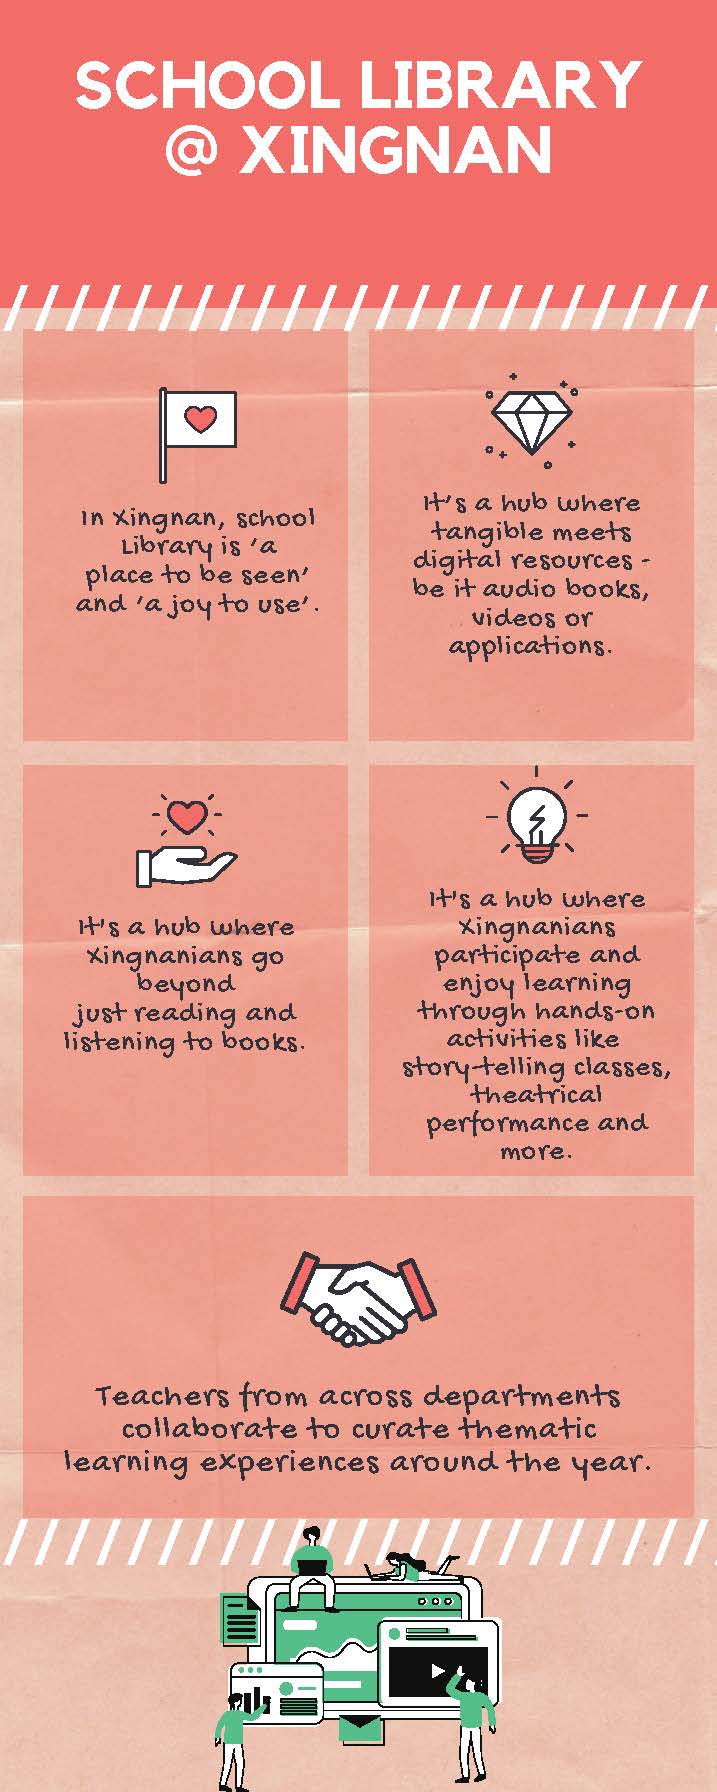 SCHOOL LIBRARY
@ XINGNAN
In Xingnan, school
Library is 'a
place to be seen'
and 'a joy to use'.
It's a hub where
tangible meets
digital resources -
be it audio books,
videos or
applications.
It's a hub where
Xingnanians go
beyond
just reading and
listening to books.
It's a hub where
Xingnanians
participate and
enjoy learning
through hands-on
activities like
story-telling classes,
theatrical
performance and
more.
Teachers from across departments
collaborate to curate thematic
learning experiences around the year.